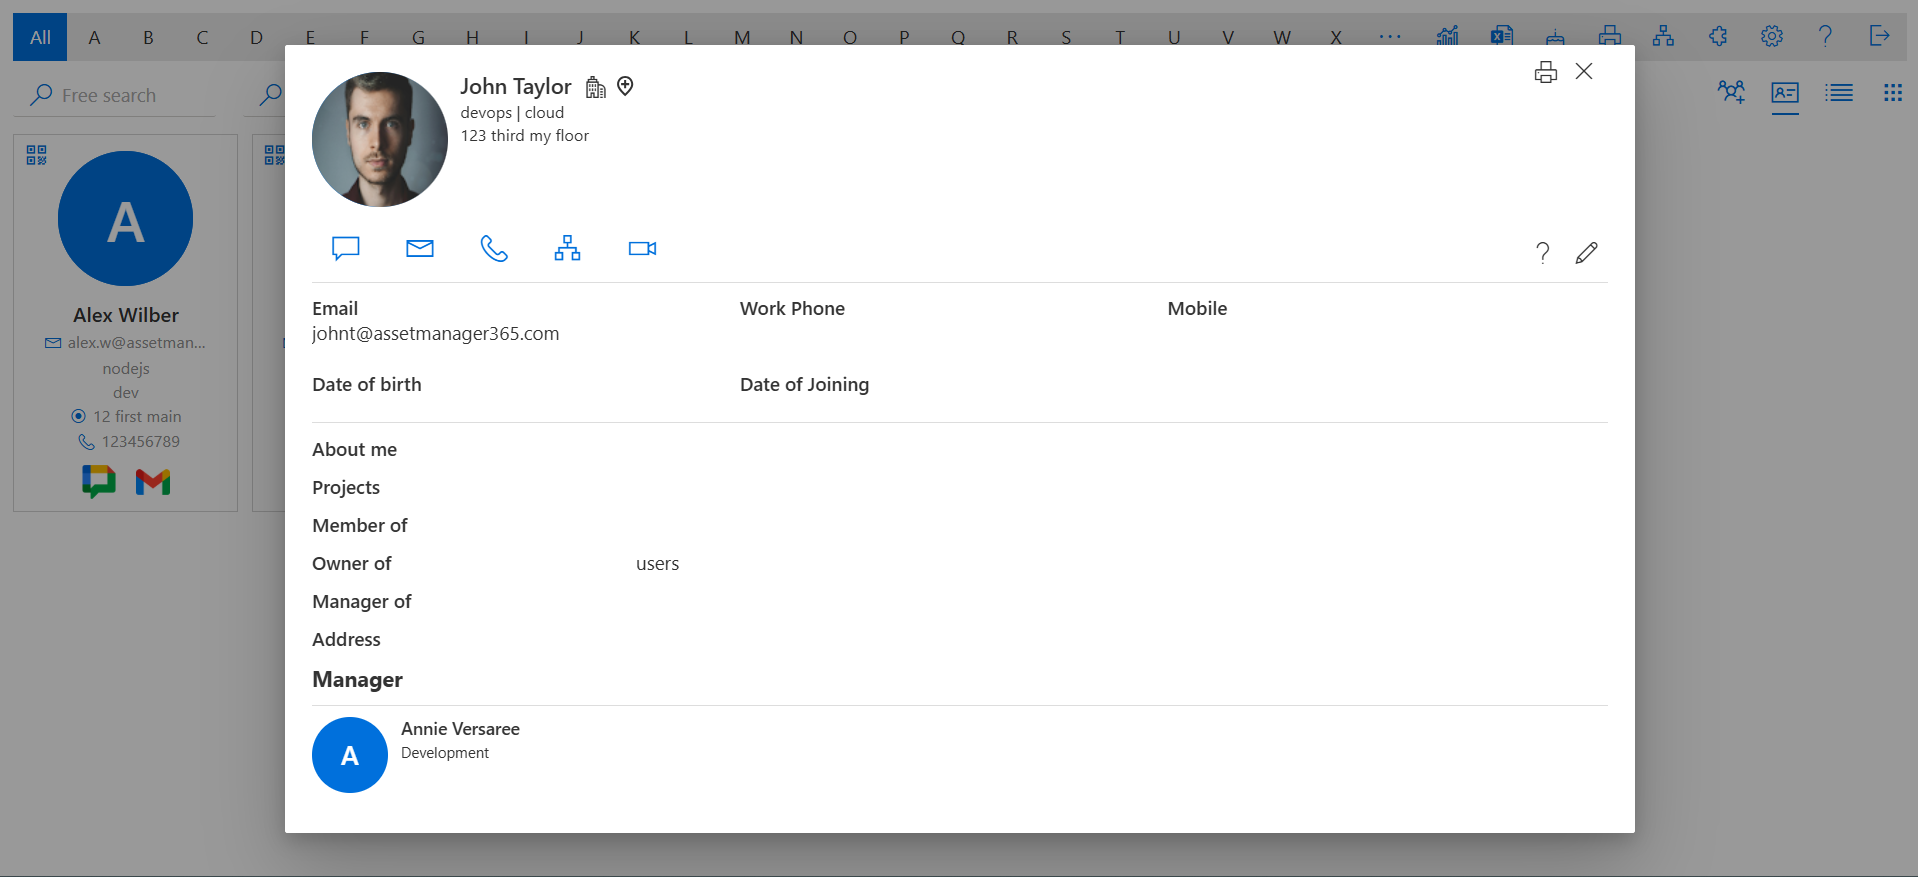 All A B C D E F G H I J K L M N O P Q R S T U V W X ...
Free search
A
Alex Wilber
alex.w@assetman...
nodejs
dev
12 first main
123456789
John Taylor
devops | cloud
123 third my floor
Email Work Phone Mobile
johnt@assetmanager365.com
Date of birth Date of Joining
About me
Projects
Member of
Owner of users
Manager of
Address
Manager
A
Annie Versaree
Development